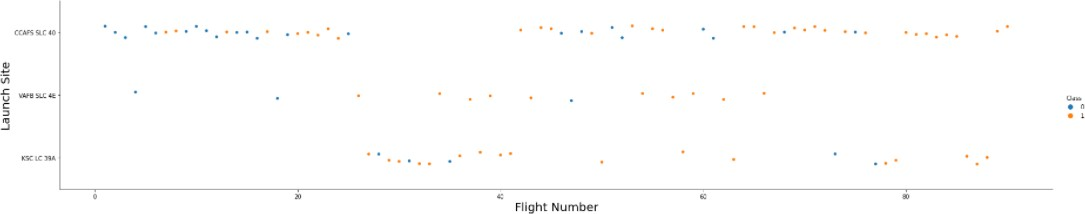 CCAFS SLC 40
VAFB SLC 4E
KSC LC 39A
Launch Site
0
20
40
60
80
Flight Number
Class
0
1